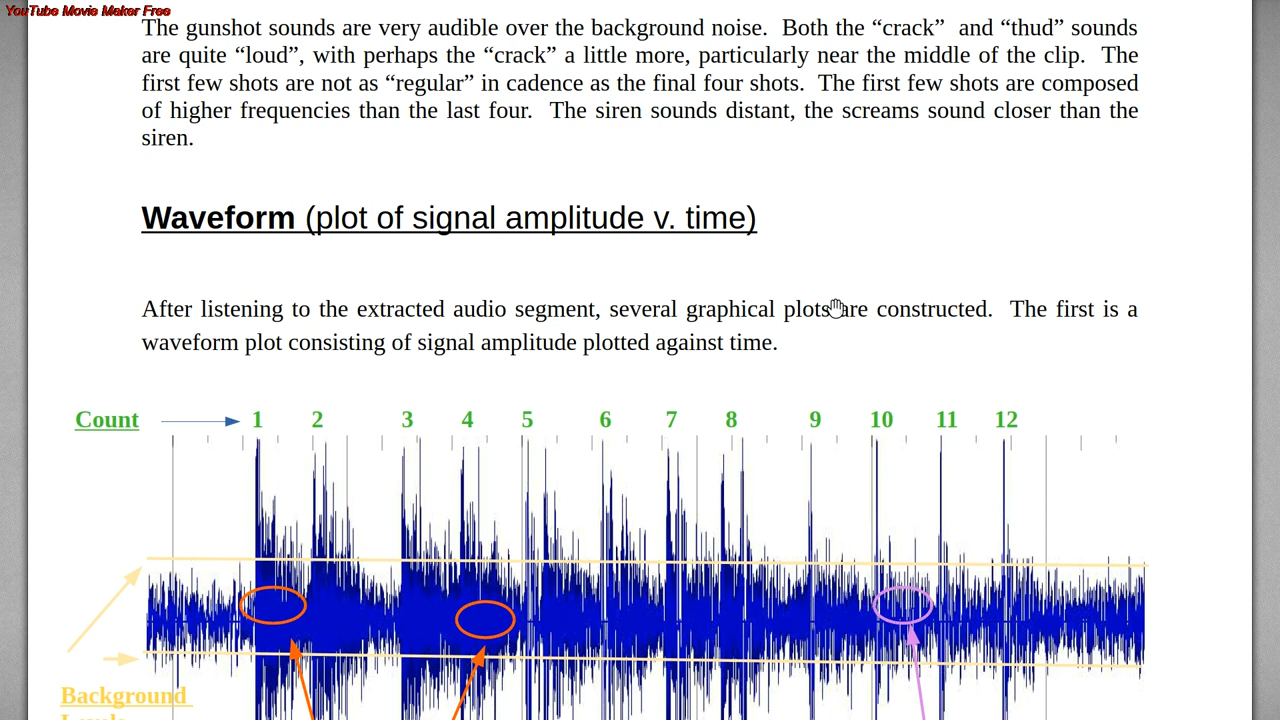 YouTube Movie Maker Free
The gunshot sounds are very audible over the background noise.  Both the “crack”  and “thud” sounds
are quite “loud”, with perhaps the “crack” a little more, particularly near the middle of the clip.  The
first few shots are not as “regular” in cadence as the final four shots.  The first few shots are composed
of higher frequencies than the last four.  The siren sounds distant, the screams sound closer than the
siren.
Waveform (plot of signal amplitude v. time)
After listening to the extracted audio segment, several graphical plots are constructed.  The first is a
waveform plot consisting of signal amplitude plotted against time.
Count 1 2 3 4 5 6 7 8 9 10 11 12
Background